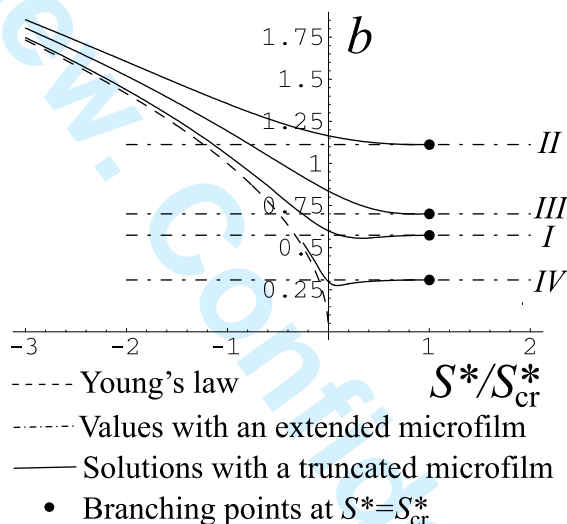 b
1.75
1.5
1.25
II
1
0.75
III
I
0.5
IV
0.25
-3 -2 -1 1 2
S*/S*cr
Young's law
Values with an extended microfilm
Solutions with a truncated microfilm
Branching points at S*=S*cr